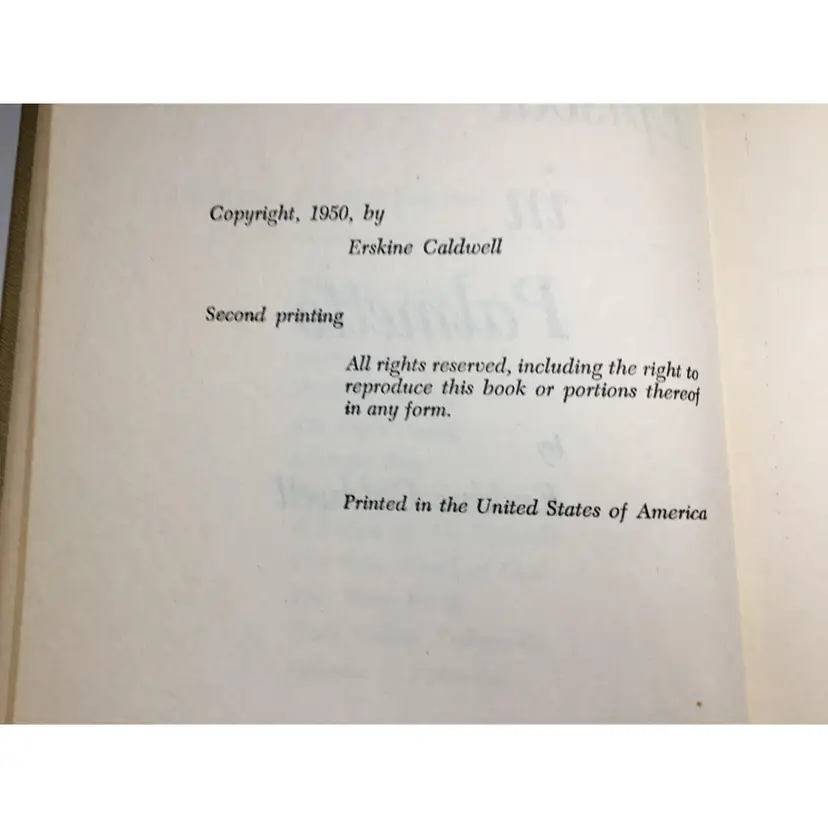 Copyright, 1950, by
Erskine Caldwell
Second printing
All rights reserved, including the right to
reproduce this book or portions thereof
in any form.
Printed in the United States of America